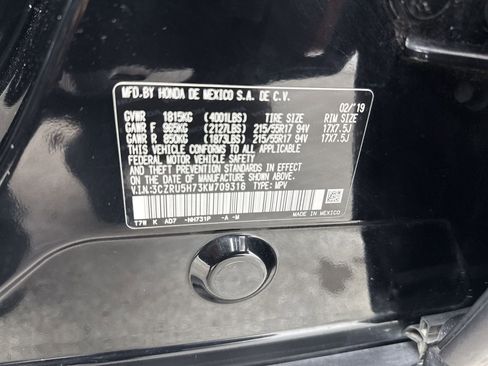 MFD.BY HONDA DE MEXICO S.A. DE C.V.
02/'19
GVWR 1815KG (4001LBS) TIRE SIZE RIM SIZE
GAWR F 965KG (2127LBS) 215/55R17 94V 17X7.5J
GAWR R 850KG (1873LBS) 215/55R17 94V 17X7.5J
THIS VEHICLE CONFORMS TO ALL APPLICABLE
FEDERAL MOTOR VEHICLE SAFETY
AND THEFT PREVENTION STANDARDS IN EFFECT ON THE DATE OF MANUFACTURE SHOWN ABOVE.
V.I.N:3CZRU5H73KM709316 TYPE: MPV
T7W K AD7 -NH731P -A -M
MADE IN MEXICO